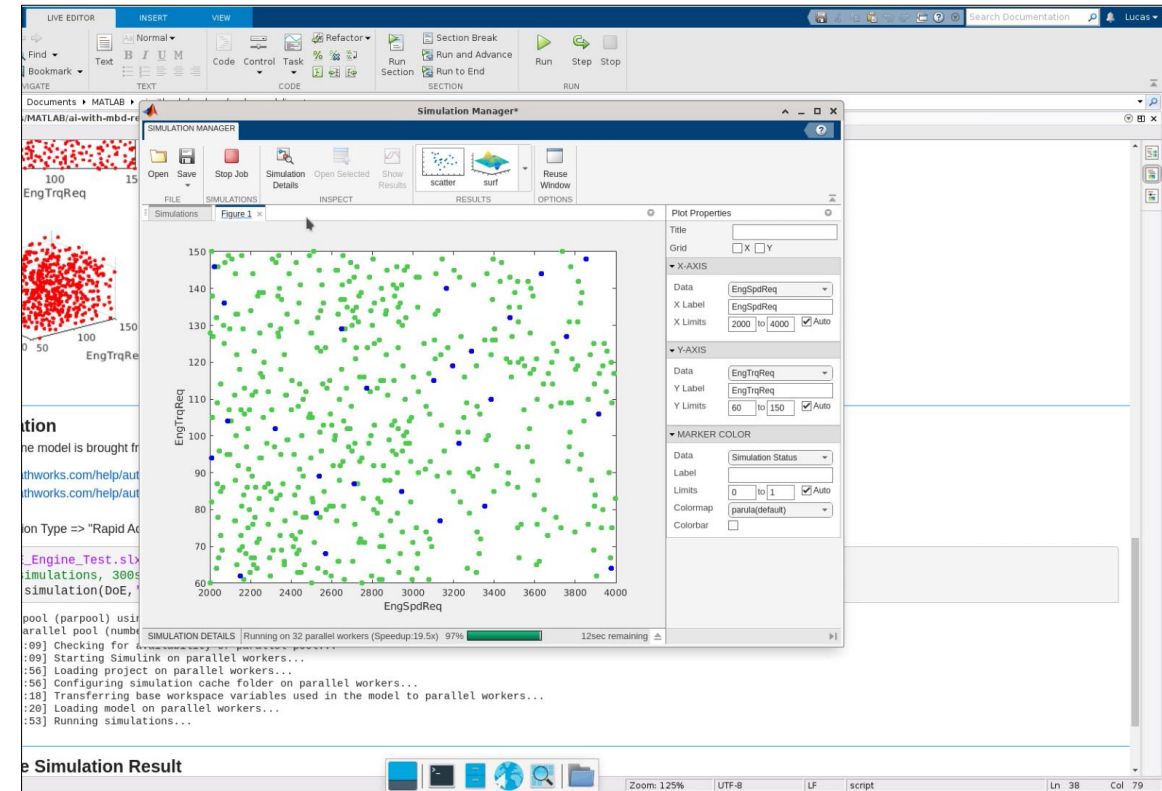 LIVE EDITOR INSERT VIEW
Search Documentation Lucas
Find
Bookmark
Text
Normal
B I U M
Code Control Task
Refactor
Run Section
Section Break
Run and Advance
Run to End
Run Step Stop
VIGATE TEXT CODE SECTION RUN
Documents MATLAB
/MATLAB/ai-with-mbd-re
100 15
EngTrqReq
150
100
0 50
EngTrqRe
Simulation Manager*
SIMULATION MANAGER
Open Save Stop Job Simulation Details Open Selected Show Results scatter surf Reuse Window
FILE SIMULATIONS INSPECT RESULTS OPTIONS
Simulations Figure 1
150
140
130
120
110
100
90
80
70
60
EngTrqReq
2000 2200 2400 2600 2800 3000 3200 3400 3600 3800 4000
EngSpdReq
Plot Properties
Title
Grid X Y
X-AXIS
Data EngSpdReq
X Label EngSpdReq
X Limits 2000 to 4000 Auto
Y-AXIS
Data EngTrqReq
Y Label EngTrqReq
Y Limits 60 to 150 Auto
MARKER COLOR
Data Simulation Status
Label
Limits 0 to 1 Auto
Colormap parula(default)
Colorbar
SIMULATION DETAILS Running on 32 parallel workers (Speedup:19.5x) 97% 12sec remaining
ation
ne model is brought fr
athworks.com/help/aut
athworks.com/help/aut
ion Type => "Rapid Ac
E_Engine_Test.slx
simulations, 300s
simulation(DoE,'
pool (parpool) usin
arallel pool (numbe
:09] Checking for availability of parallel pool...
:09] Starting Simulink on parallel workers...
:56] Loading project on parallel workers...
:56] Configuring simulation cache folder on parallel workers...
:18] Transferring base workspace variables used in the model to parallel workers...
:20] Loading model on parallel workers...
:53] Running simulations...
e Simulation Result
Zoom: 125% UTF-8 LF script Ln 38 Col 79